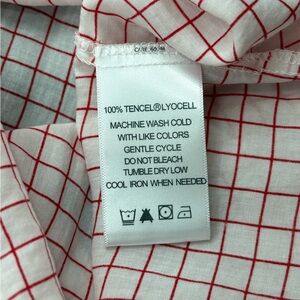 100% TENCEL®LYOCELL
MACHINE WASH COLD
WITH LIKE COLORS
GENTLE CYCLE
DO NOT BLEACH
TUMBLE DRY LOW
COOL IRON WHEN NEEDED